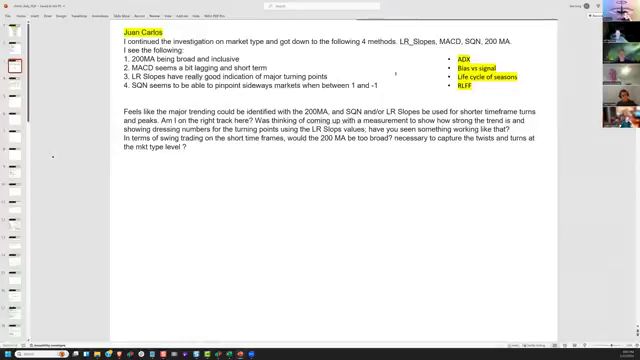 Juan Carlos
I continued the investigation on market type and got down to the following 4 methods. LR_Slopes, MACD, SQN, 200 MA.
I see the following:
1. 200MA being broad and inclusive
2. MACD seems a bit lagging and short term
3. LR Slopes have really good indication of major turning points
4. SQN seems to be able to pinpoint sideways markets when between 1 and -1
• ADX
• Bias vs signal
• Life cycle of seasons
• RLFF
Feels like the major trending could be identified with the 200MA, and SQN and/or LR Slopes be used for shorter timeframe turns
and peaks. Am I on the right track here? Was thinking of coming up with a measurement to show how strong the trend is and
showing dressing numbers for the turning points using the LR Slops values; have you seen something working like that?
In terms of swing trading on the short time frames, would the 200 MA be too broad? necessary to capture the twists and turns at
the mkt type level ?
Search